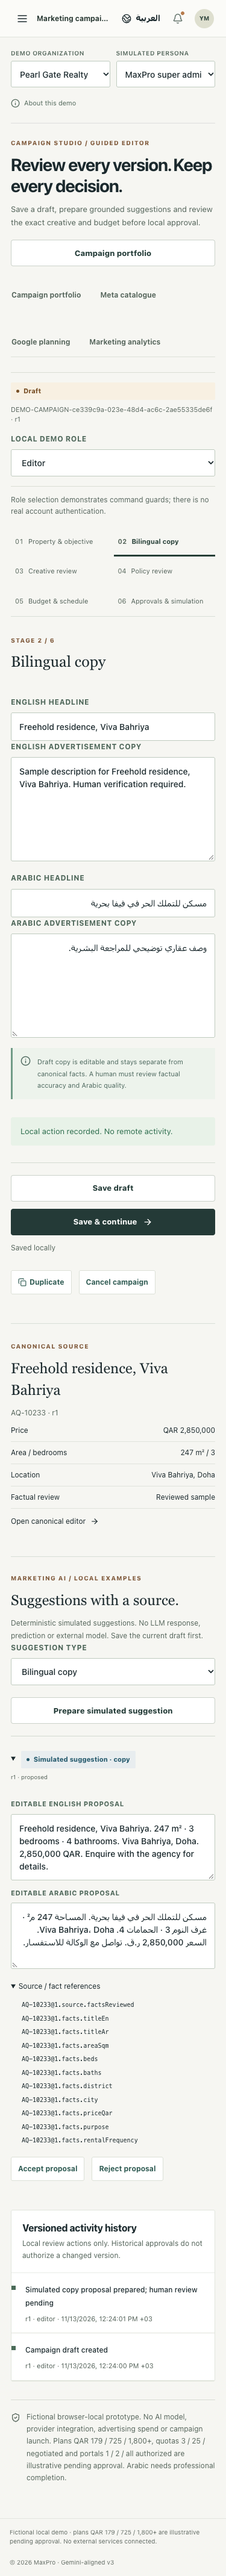 Marketing campai...
العربية
YM
DEMO ORGANIZATION
SIMULATED PERSONA
Pearl Gate Realty
MaxPro super admi
About this demo
CAMPAIGN STUDIO / GUIDED EDITOR
Review every version. Keep
every decision.
Save a draft, prepare grounded suggestions and review
the exact creative and budget before local approval.
Campaign portfolio
Campaign portfolio
Meta catalogue
Google planning
Marketing analytics
Draft
DEMO-CAMPAIGN-ce339c9a-023e-48d4-ac6c-2ae55335de6f
· r1
LOCAL DEMO ROLE
Editor
Role selection demonstrates command guards; there is no
real account authentication.
01 Property & objective
02 Bilingual copy
03 Creative review
04 Policy review
05 Budget & schedule
06 Approvals & simulation
STAGE 2 / 6
Bilingual copy
ENGLISH HEADLINE
Freehold residence, Viva Bahriya
ENGLISH ADVERTISEMENT COPY
Sample description for Freehold residence,
Viva Bahriya. Human verification required.
ARABIC HEADLINE
مسكن للتملك الحر في فيفا بحرية
ARABIC ADVERTISEMENT COPY
وصف عقاري توضيحي للمراجعة البشرية.
Draft copy is editable and stays separate from
canonical facts. A human must review factual
accuracy and Arabic quality.
Local action recorded. No remote activity.
Save draft
Save & continue →
Saved locally
Duplicate
Cancel campaign
CANONICAL SOURCE
Freehold residence, Viva
Bahriya
AQ-10233 · r1
Price
QAR 2,850,000
Area / bedrooms
247 m² / 3
Location
Viva Bahriya, Doha
Factual review
Reviewed sample
Open canonical editor →
MARKETING AI / LOCAL EXAMPLES
Suggestions with a source.
Deterministic simulated suggestions. No LLM response,
prediction or external model. Save the current draft first.
SUGGESTION TYPE
Bilingual copy
Prepare simulated suggestion
Simulated suggestion · copy
r1 · proposed
EDITABLE ENGLISH PROPOSAL
Freehold residence, Viva Bahriya. 247 m² · 3
bedrooms · 4 bathrooms. Viva Bahriya, Doha.
2,850,000 QAR. Enquire with the agency for
details.
EDITABLE ARABIC PROPOSAL
مسكن للتملك الحر في فيفا بحرية. المساحة 247 م² ·
غرف النوم 3 · الحمامات 4. Viva Bahriya، Doha.
السعر 2,850,000 ر.ق. تواصل مع الوكالة للاستفسار.
Source / fact references
AQ-10233@1.source.factsReviewed
AQ-10233@1.facts.titleEn
AQ-10233@1.facts.titleAr
AQ-10233@1.facts.areaSqm
AQ-10233@1.facts.beds
AQ-10233@1.facts.baths
AQ-10233@1.facts.district
AQ-10233@1.facts.city
AQ-10233@1.facts.priceQar
AQ-10233@1.facts.purpose
AQ-10233@1.facts.rentalFrequency
Accept proposal
Reject proposal
Versioned activity history
Local review actions only. Historical approvals do not
authorize a changed version.
Simulated copy proposal prepared; human review
pending
r1 · editor · 11/13/2026, 12:24:01 PM +03
Campaign draft created
r1 · editor · 11/13/2026, 12:24:00 PM +03
Fictional browser-local prototype. No AI model,
provider integration, advertising spend or campaign
launch. Plans QAR 179 / 725 / 1,800+, quotas 3 / 25 /
negotiated and portals 1 / 2 / all authorized are
illustrative pending approval. Arabic needs professional
completion.
Fictional local demo · plans QAR 179 / 725 / 1,800+ are illustrative
pending approval. No external services connected.
© 2026 MaxPro · Gemini-aligned v3